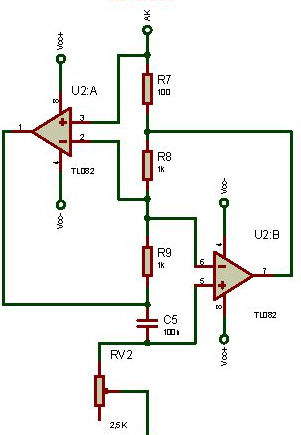 AK
Vcc+
R7
100
U2:A
8
3
1
2
4
TL082
R8
1k
Vcc-
Vcc-
U2:B
4
R9
1k
6
7
5
8
C5
100n
TL082
Vcc+
RV2
2,5K